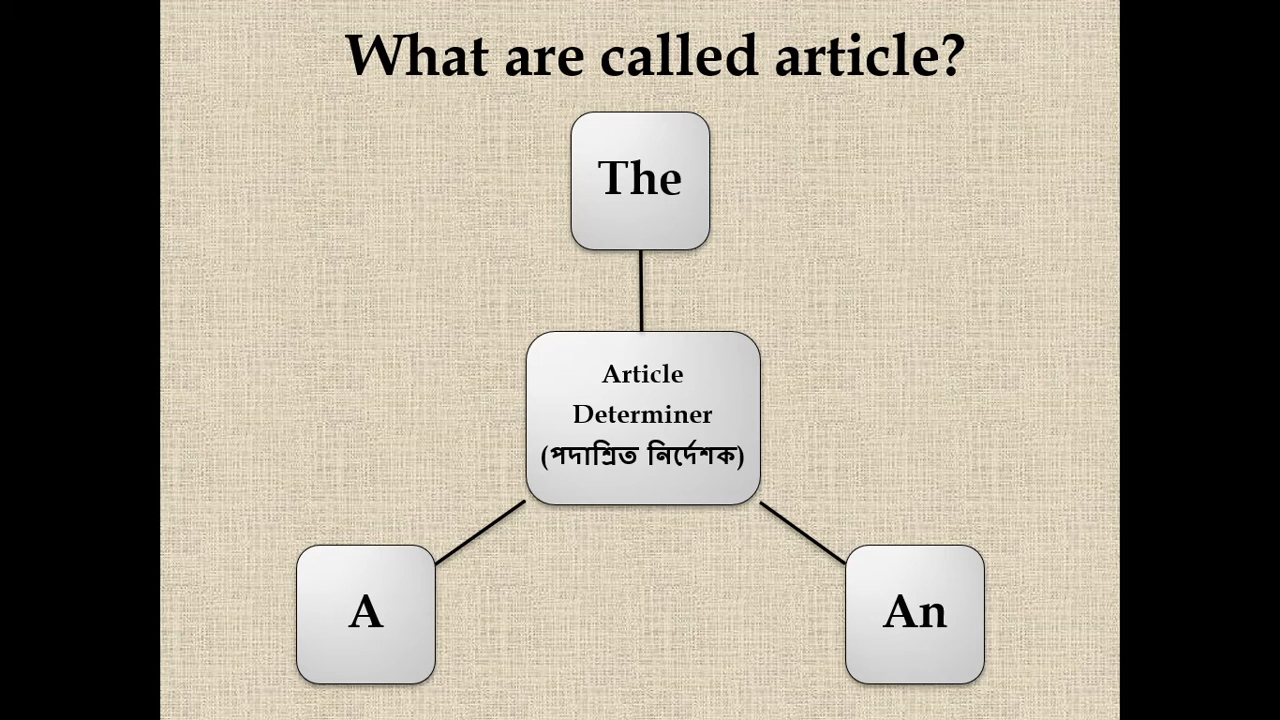 What are called article?
The
Article
Determiner
(পদাশ্রিত নির্দেশক)
A
An